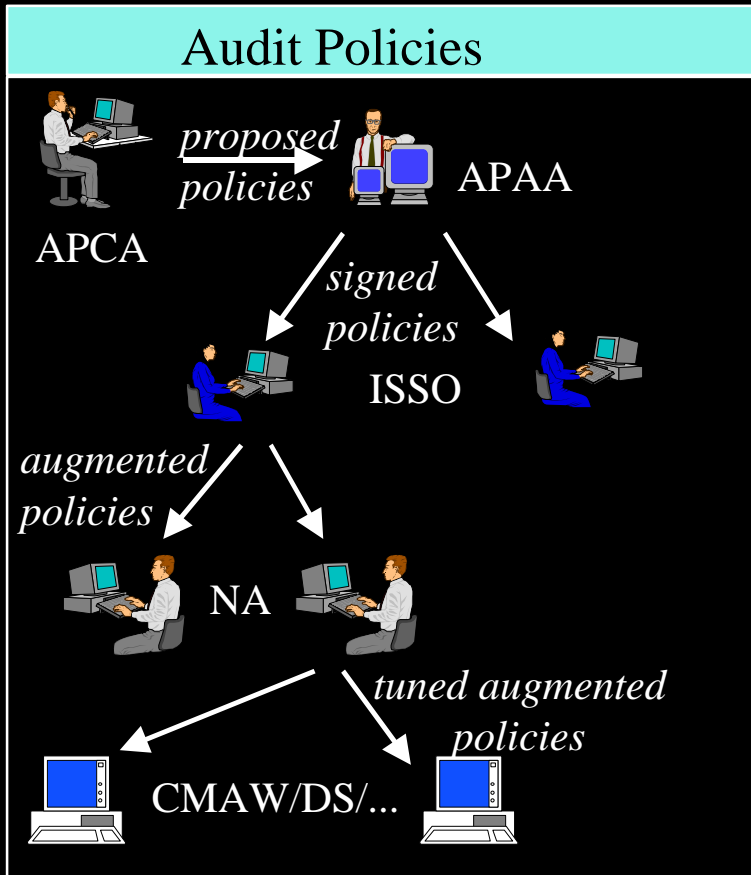 Audit Policies
proposed
policies
APAA
APCA
signed
policies
ISSO
augmented
policies
NA
tuned augmented
policies
CMAW/DS/...